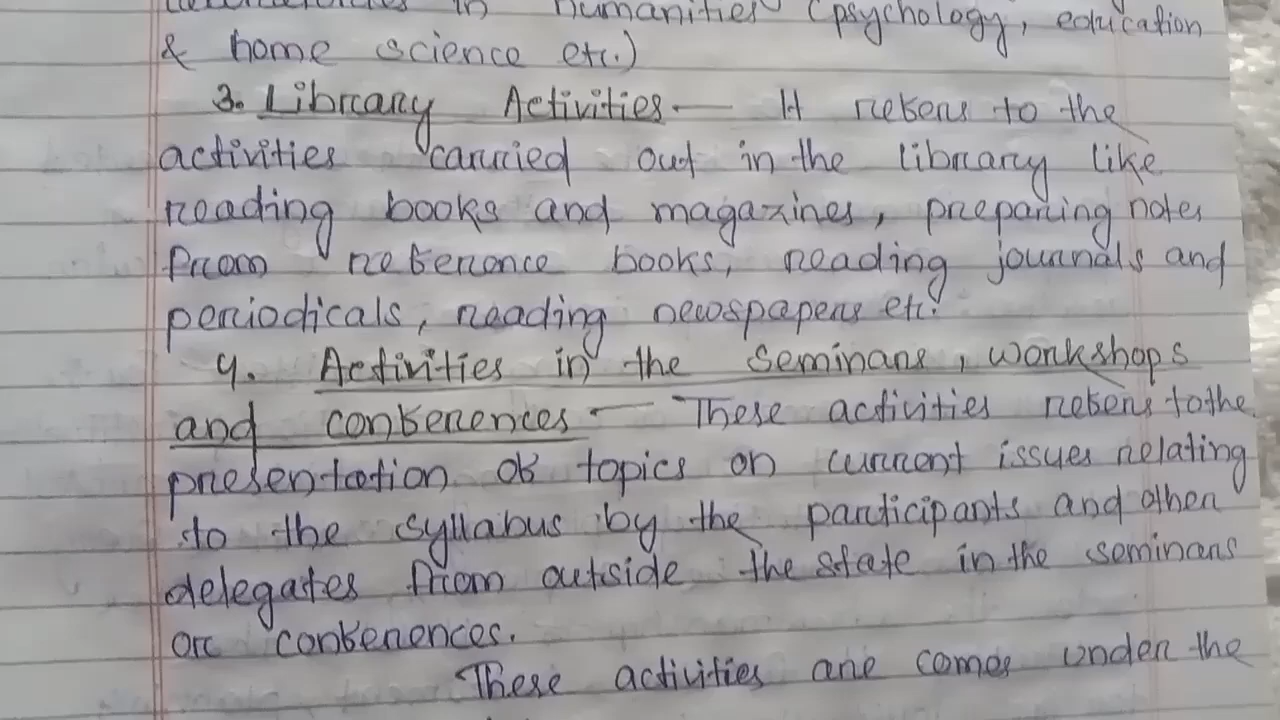 in humanities (psychology, education
& home science etc.)
3. Library Activities — It refers to the
activities carried out in the library like
reading books and magazines, preparing notes
from reference books, reading journals and
periodicals, reading newspapers etc.
4. Activities in the seminars, workshops
and conferences — These activities refers to the
presentation of topics on current issues relating
to the syllabus by the participants and other
delegates from outside the state in the seminars
or conferences.
These activities are comes under the